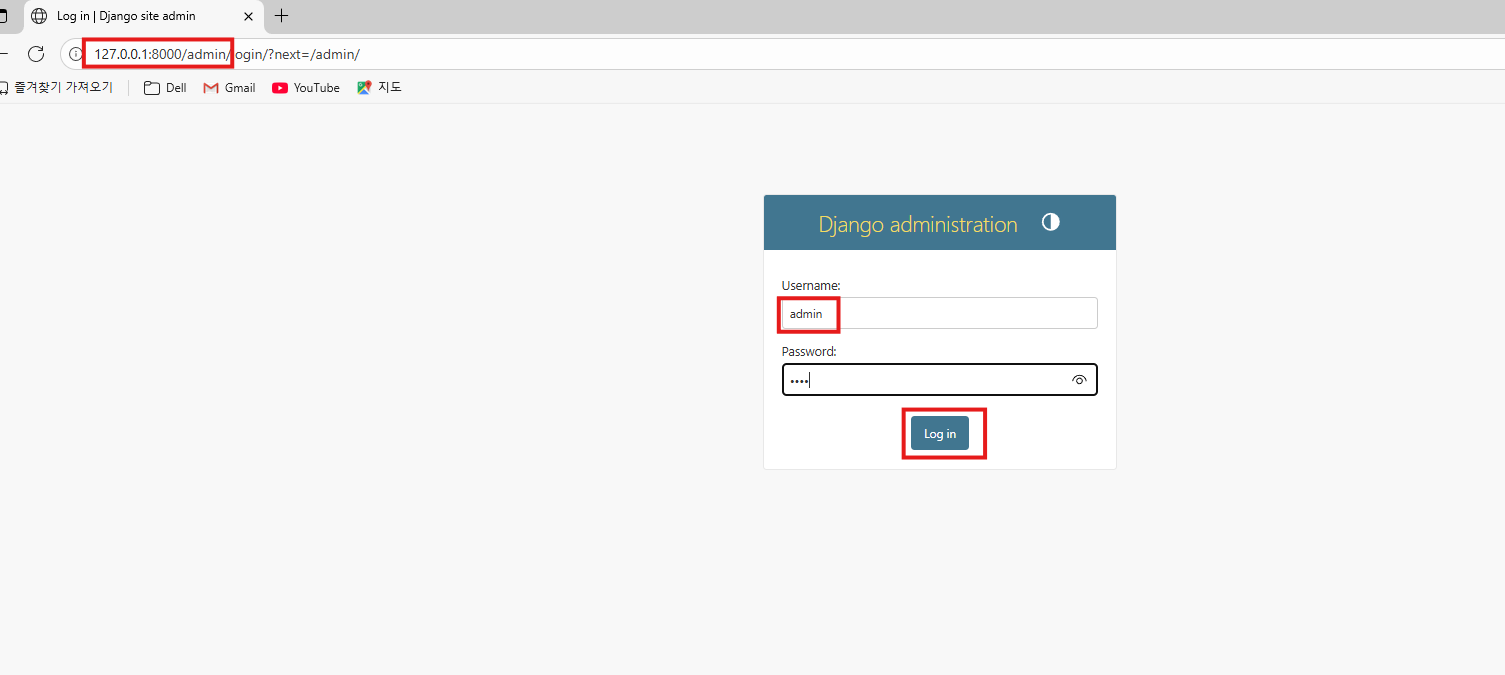 Log in | Django site admin
127.0.0.1:8000/admin/login/?next=/admin/
즐겨찾기 가져오기 Dell Gmail YouTube 지도
Django administration
Username:
admin
Password:
••••
Log in